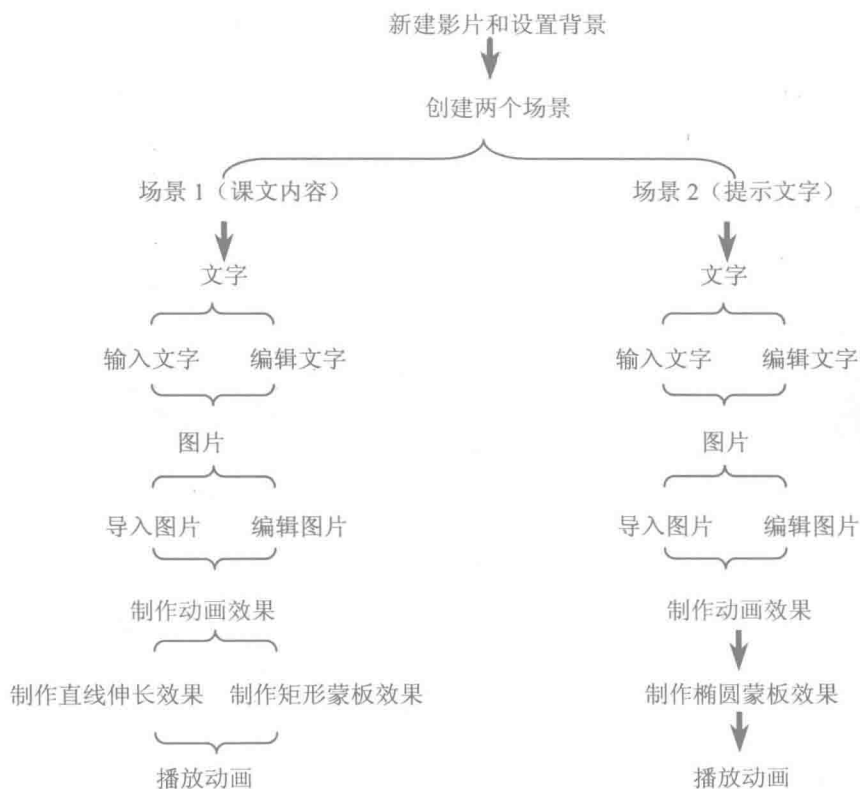 新建影片和设置背景
创建两个场景
场景 1（课文内容） 场景 2（提示文字）
文字 文字
输入文字 编辑文字 输入文字 编辑文字
图片 图片
导入图片 编辑图片 导入图片 编辑图片
制作动画效果 制作动画效果
制作直线伸长效果 制作矩形蒙板效果 制作椭圆蒙板效果
播放动画 播放动画